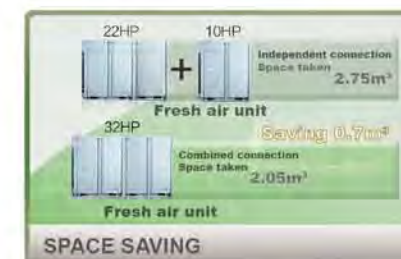 22HP
10HP
+
Independent connection
Space taken
2.75m³
Fresh air unit
Saving 0.7m³
32HP
Combined connection
Space taken
2.05m³
Fresh air unit
SPACE SAVING